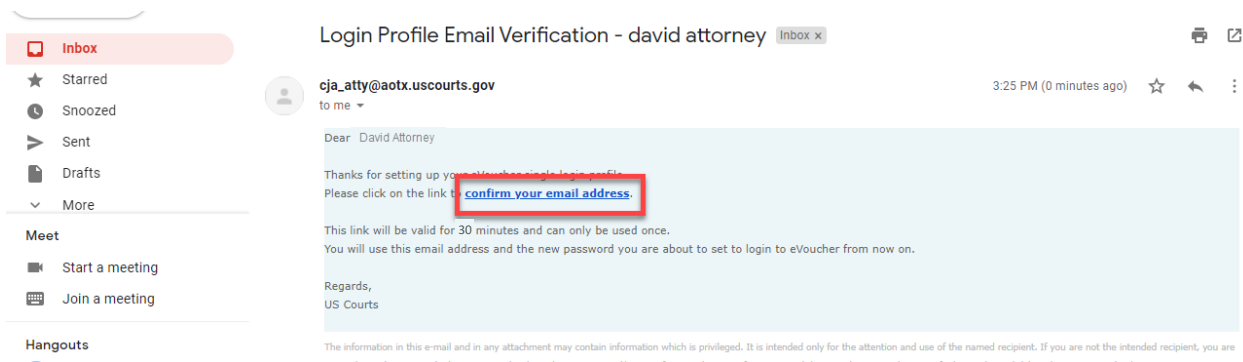 Inbox
Starred
Snoozed
Sent
Drafts
More
Meet
Start a meeting
Join a meeting
Hangouts
Login Profile Email Verification - david attorney Inbox x
cja_atty@aotx.uscourts.gov 3:25 PM (0 minutes ago)
to me
Dear David Attorney
Thanks for setting up your eVoucher single login profile.
Please click on the link to confirm your email address.
This link will be valid for 30 minutes and can only be used once.
You will use this email address and the new password you are about to set to login to eVoucher from now on.
Regards,
US Courts
The information in this e-mail and in any attachment may contain information which is privileged. It is intended only for the attention and use of the named recipient. If you are not the intended recipient, you are